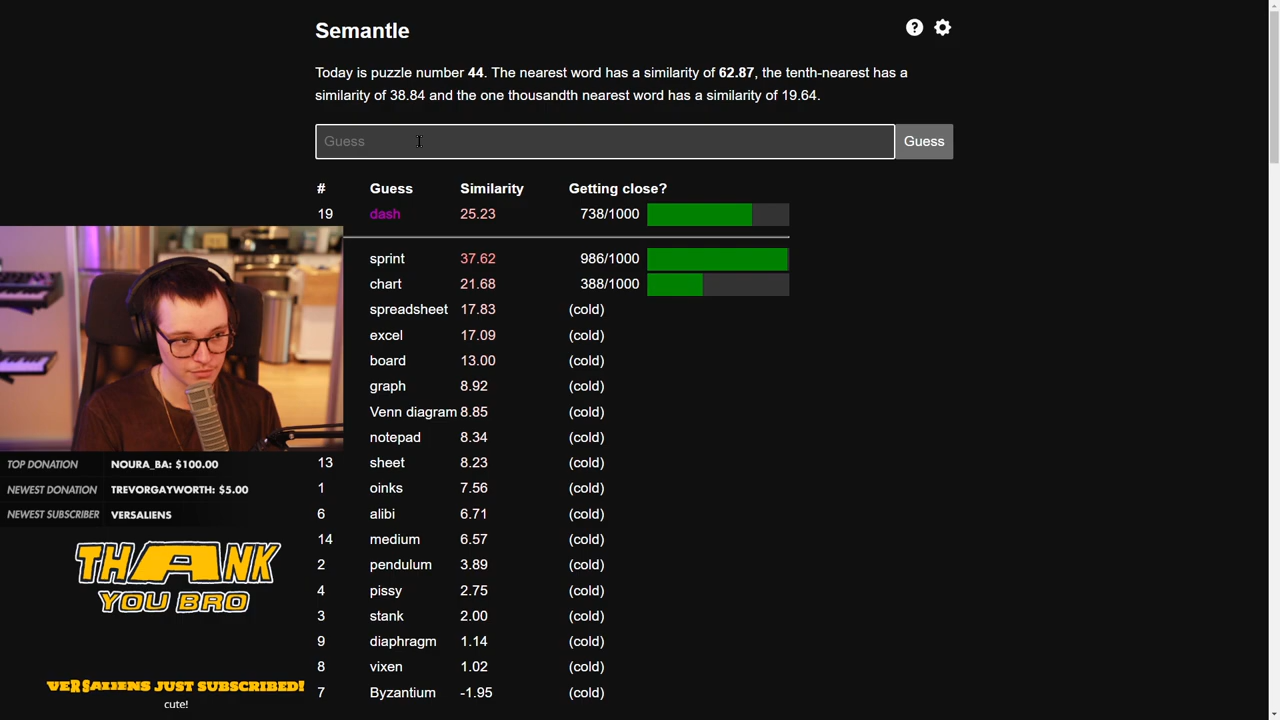 Semantle
Today is puzzle number 44. The nearest word has a similarity of 62.87, the tenth-nearest has a
similarity of 38.84 and the one thousandth nearest word has a similarity of 19.64.
Guess Guess
# Guess Similarity Getting close?
19 dash 25.23 738/1000
sprint 37.62 986/1000
chart 21.68 388/1000
spreadsheet 17.83 (cold)
excel 17.09 (cold)
board 13.00 (cold)
graph 8.92 (cold)
Venn diagram 8.85 (cold)
notepad 8.34 (cold)
13 sheet 8.23 (cold)
1 oinks 7.56 (cold)
6 alibi 6.71 (cold)
14 medium 6.57 (cold)
2 pendulum 3.89 (cold)
4 pissy 2.75 (cold)
3 stank 2.00 (cold)
9 diaphragm 1.14 (cold)
8 vixen 1.02 (cold)
7 Byzantium -1.95 (cold)
TOP DONATION NOURA_BA: $100.00
NEWEST DONATION TREVORGAYWORTH: $5.00
NEWEST SUBSCRIBER VERSALIENS
THANK
YOU BRO
VERSALIENS JUST SUBSCRIBED!
cute!